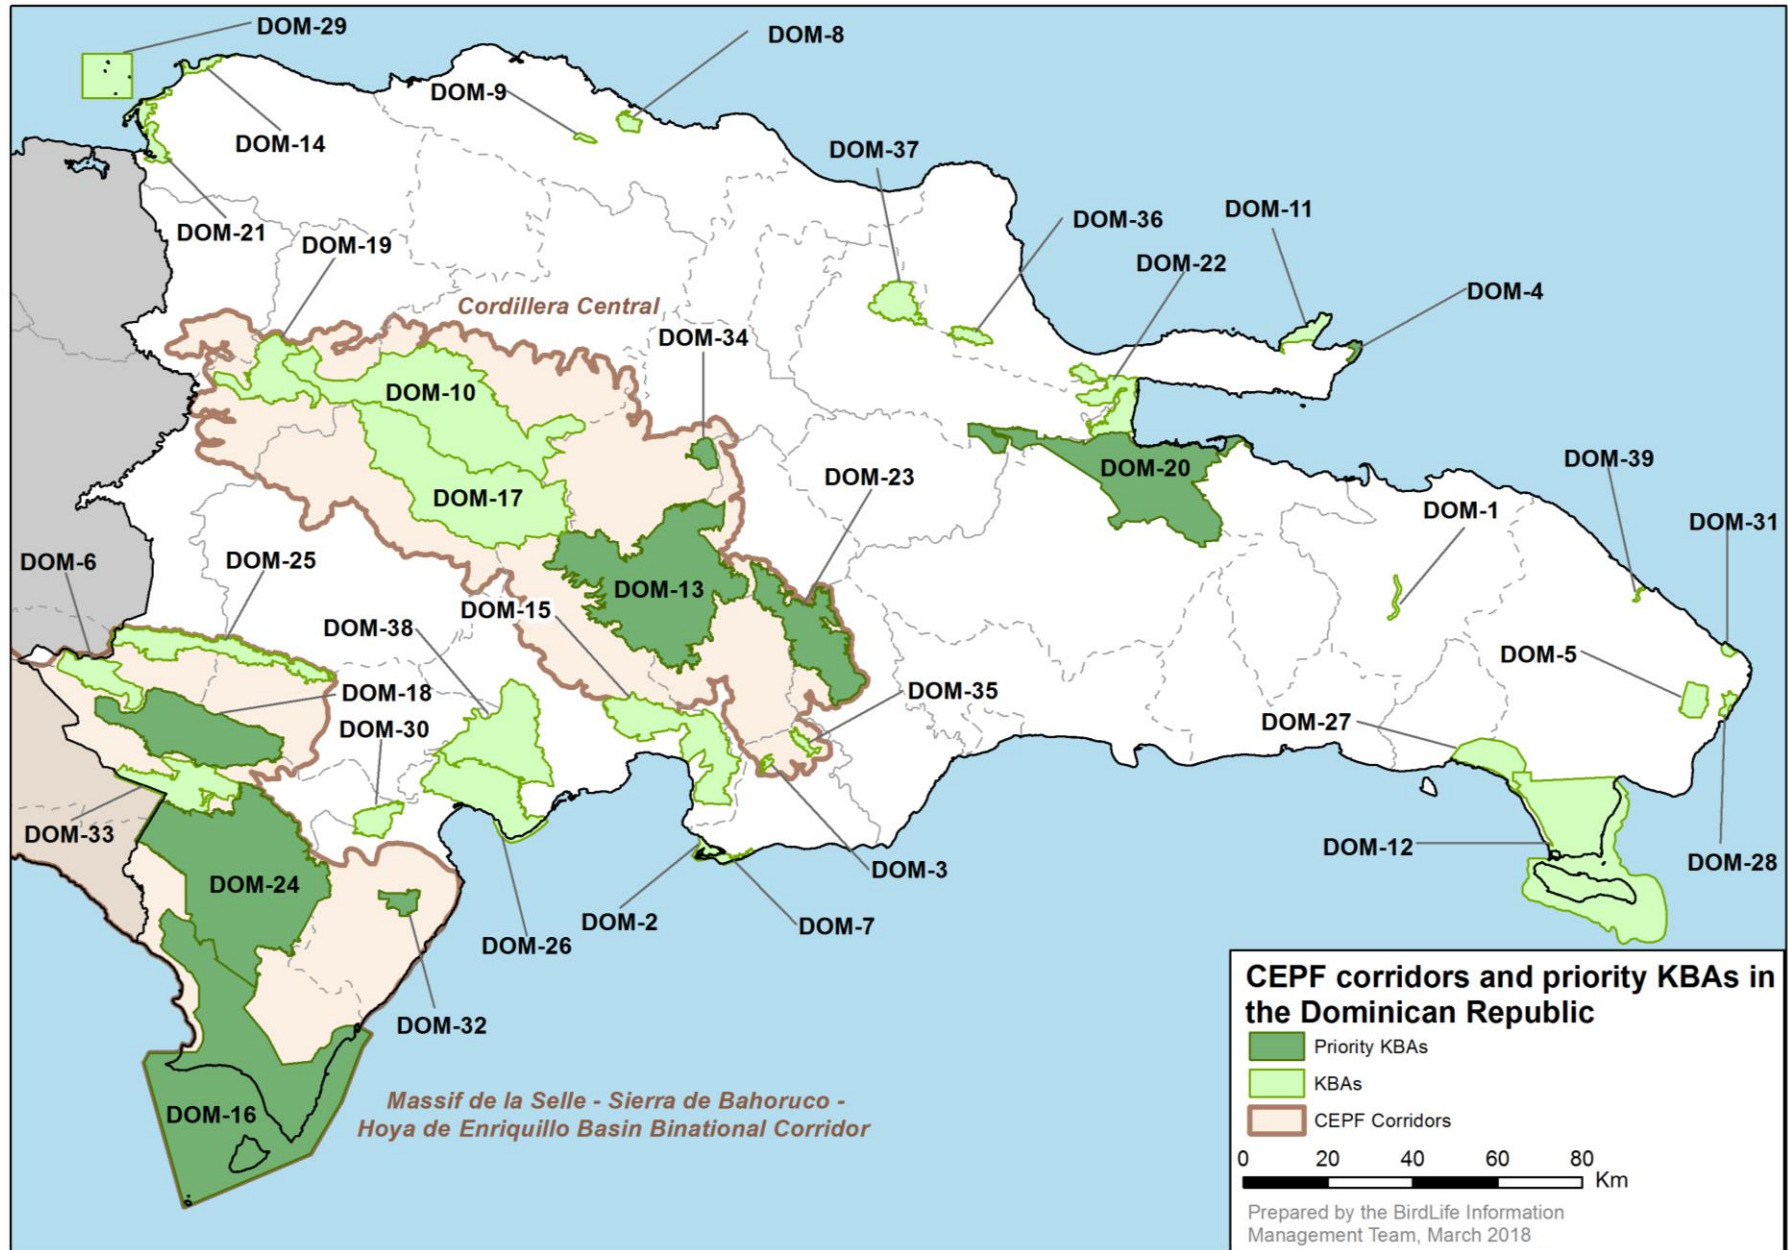 DOM-29
DOM-8
DOM-9
DOM-14
DOM-37
DOM-11
DOM-36
DOM-21
DOM-19
DOM-22
DOM-4
Cordillera Central
DOM-34
DOM-10
DOM-39
DOM-20
DOM-23
DOM-17
DOM-1
DOM-31
DOM-6
DOM-25
DOM-13
DOM-15
DOM-38
DOM-5
DOM-18
DOM-35
DOM-30
DOM-27
DOM-33
DOM-12
DOM-28
DOM-3
DOM-24
DOM-2
DOM-7
DOM-26
DOM-32
Massif de la Selle - Sierra de Bahoruco -
Hoya de Enriquillo Basin Binational Corridor
DOM-16
CEPF corridors and priority KBAs in
the Dominican Republic
Priority KBAs
KBAs
CEPF Corridors
0 20 40 60 80
Km
Prepared by the BirdLife Information
Management Team, March 2018